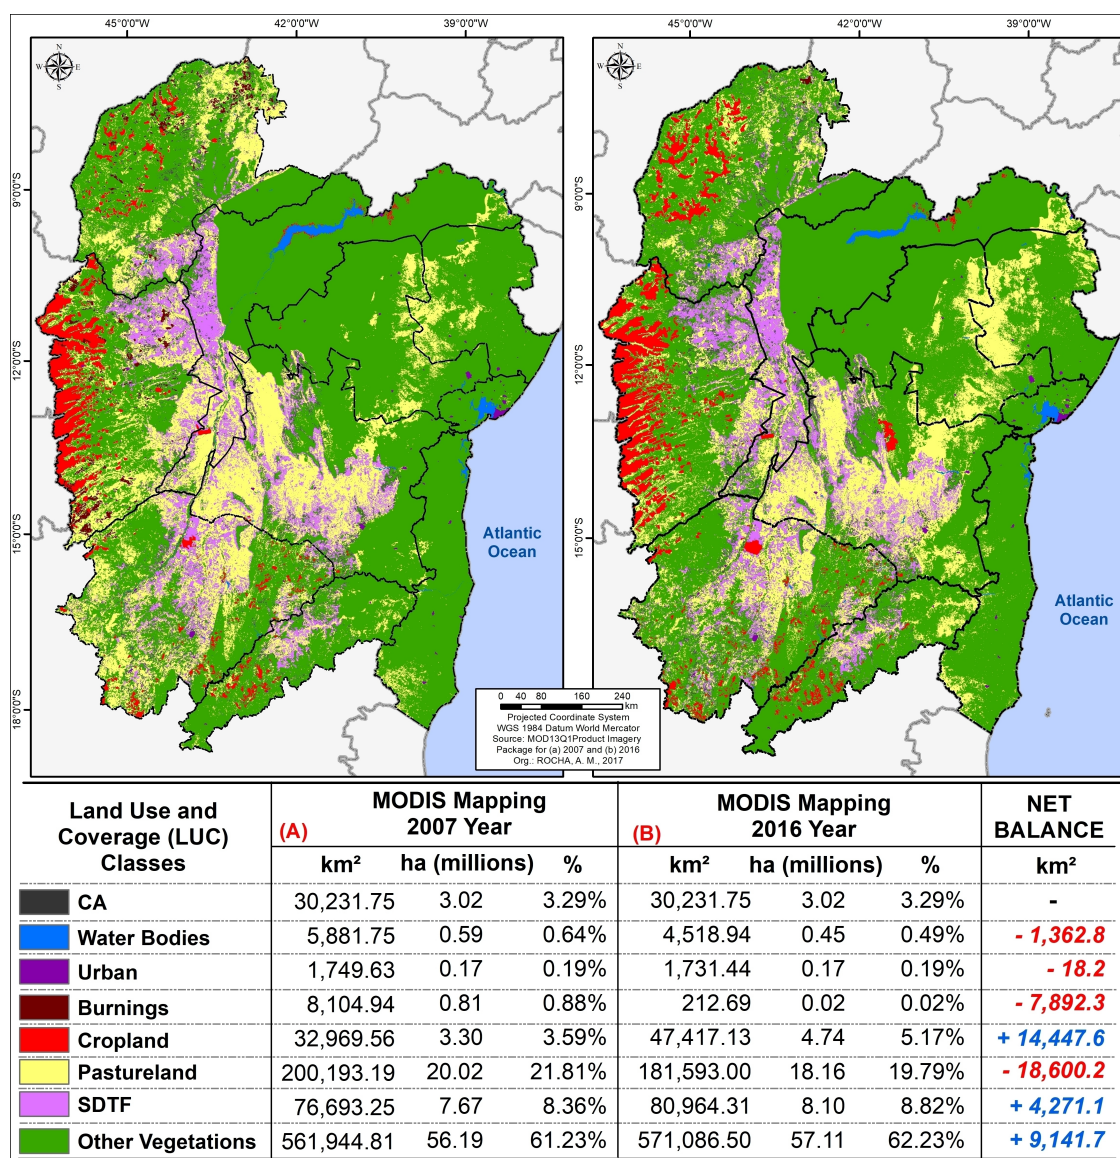 45°0'0"W 42°0'0"W 39°0'0"W 45°0'0"W 42°0'0"W 39°0'0"W
N
W E
S
N
W E
S
9°0'0"S
12°0'0"S
15°0'0"S
18°0'0"S
9°0'0"S
12°0'0"S
15°0'0"S
Atlantic
Ocean
Atlantic
Ocean
0 40 80 160 240
km
Projected Coordinate System
WGS 1984 Datum World Mercator
Source: MOD13Q1Product Imagery
Package for (a) 2007 and (b) 2016
Org.: ROCHA, A. M., 2017
Land Use and
Coverage (LUC)
Classes
MODIS Mapping
2007 Year
(A)
MODIS Mapping
2016 Year
(B)
NET
BALANCE
km² ha (millions) % km² ha (millions) % km²
CA 30,231.75 3.02 3.29% 30,231.75 3.02 3.29% -
Water Bodies 5,881.75 0.59 0.64% 4,518.94 0.45 0.49% - 1,362.8
Urban 1,749.63 0.17 0.19% 1,731.44 0.17 0.19% - 18.2
Burnings 8,104.94 0.81 0.88% 212.69 0.02 0.02% - 7,892.3
Cropland 32,969.56 3.30 3.59% 47,417.13 4.74 5.17% + 14,447.6
Pastureland 200,193.19 20.02 21.81% 181,593.00 18.16 19.79% - 18,600.2
SDTF 76,693.25 7.67 8.36% 80,964.31 8.10 8.82% + 4,271.1
Other Vegetations 561,944.81 56.19 61.23% 571,086.50 57.11 62.23% + 9,141.7